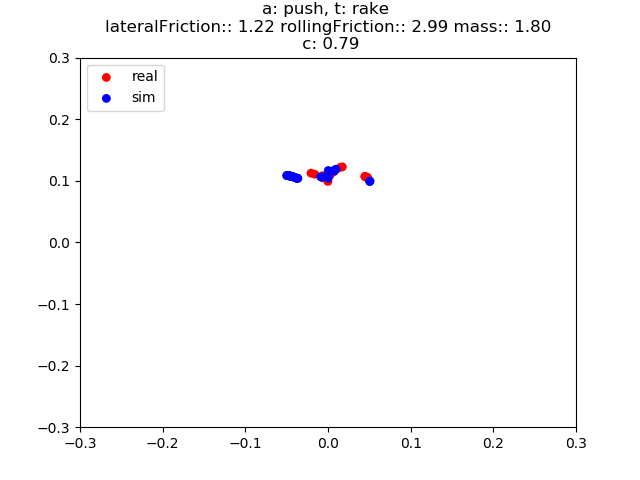 a: push, t: rake
lateralFriction:: 1.22 rollingFriction:: 2.99 mass:: 1.80
c: 0.79
real
sim
0.3
0.2
0.1
0.0
−0.1
−0.2
−0.3
−0.3 −0.2 −0.1 0.0 0.1 0.2 0.3